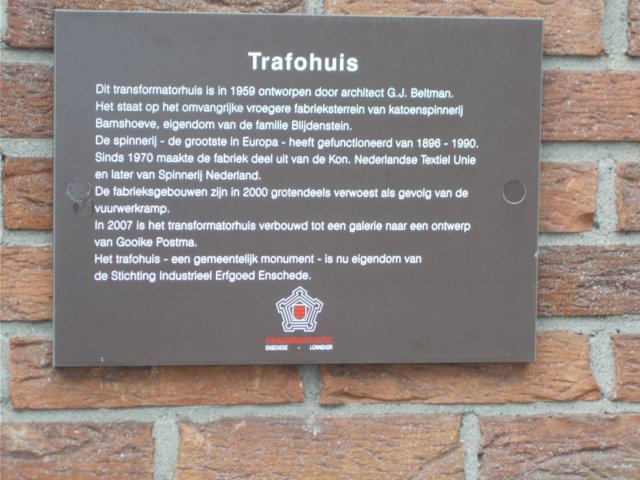 Trafohuis
Dit transformatorhuis is in 1959 ontworpen door architect G.J. Beltman.
Het staat op het omvangrijke vroegere fabrieksterrein van katoenspinnerij
Bamshoeve, eigendom van de familie Blijdenstein.
De spinnerij - de grootste in Europa - heeft gefunctioneerd van 1896 - 1990.
Sinds 1970 maakte de fabriek deel uit van de Kon. Nederlandse Textiel Unie
en later van Spinnerij Nederland.
De fabrieksgebouwen zijn in 2000 grotendeels verwoest als gevolg van de
vuurwerkramp.
In 2007 is het transformatorhuis verbouwd tot een galerie naar een ontwerp
van Gooike Postma.
Het trafohuis - een gemeentelijk monument - is nu eigendom van
de Stichting Industrieel Erfgoed Enschede.
ENSCHEDE - LONNEKER